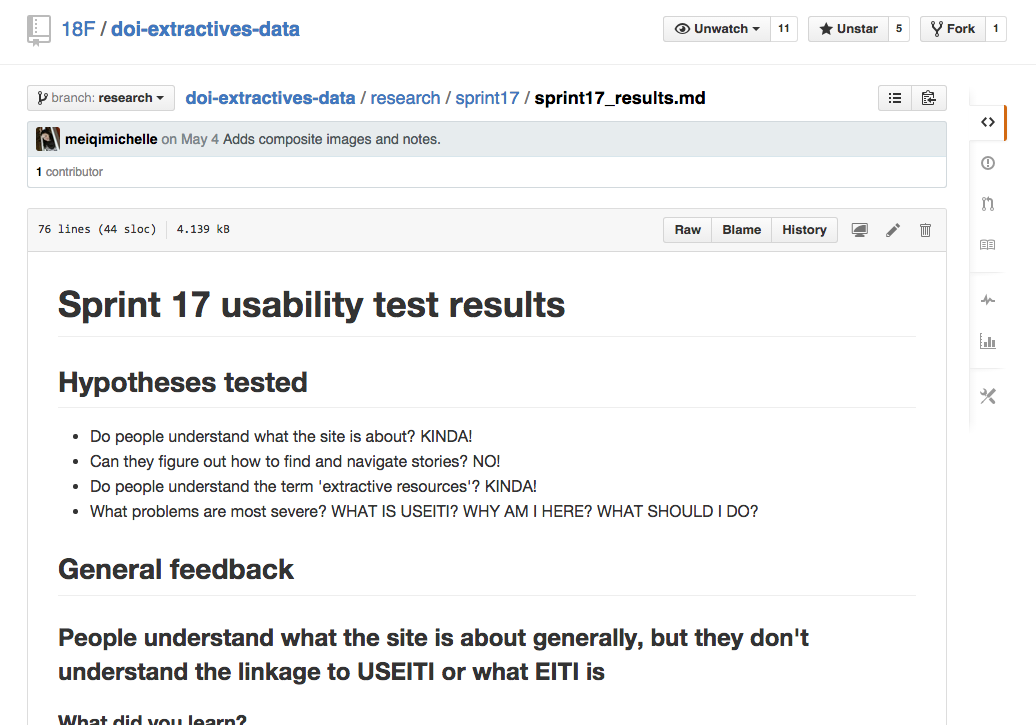 18F / doi-extractives-data
Unwatch 11 Unstar 5 Fork 1
branch: research doi-extractives-data / research / sprint17 / sprint17_results.md
meiqimichelle on May 4 Adds composite images and notes.
1 contributor
76 lines (44 sloc) 4.139 kB
Raw Blame History
Sprint 17 usability test results
Hypotheses tested
• Do people understand what the site is about? KINDA!
• Can they figure out how to find and navigate stories? NO!
• Do people understand the term 'extractive resources'? KINDA!
• What problems are most severe? WHAT IS USEITI? WHY AM I HERE? WHAT SHOULD I DO?
General feedback
People understand what the site is about generally, but they don't
understand the linkage to USEITI or what EITI is
What did you learn?